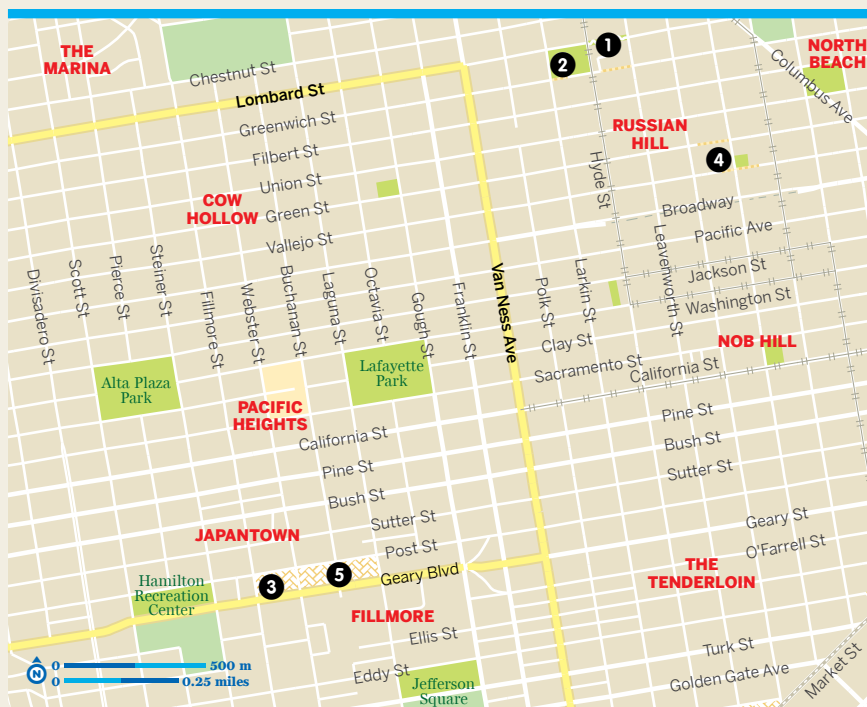 THE
MARINA
Chestnut St
Lombard St
Greenwich St
Filbert St
Union St
Green St
Vallejo St
COW
HOLLOW
1
2
NORTH
BEACH
Columbus Ave
RUSSIAN
HILL
4
Hyde St
Broadway
Pacific Ave
Jackson St
Washington St
Leavenworth St
Divisadero St
Scott St
Pierce St
Steiner St
Fillmore St
Webster St
Buchanan St
Laguna St
Octavia St
Gough St
Franklin St
Van Ness Ave
Polk St
Larkin St
Clay St
Sacramento St
California St
NOB HILL
Alta Plaza
Park
Lafayette
Park
PACIFIC
HEIGHTS
California St
Pine St
Bush St
Sutter St
Post St
Geary Blvd
Pine St
Bush St
Sutter St
Geary St
O'Farrell St
JAPANTOWN
3
5
Hamilton
Recreation
Center
FILLMORE
THE
TENDERLOIN
Ellis St
Eddy St
Turk St
Golden Gate Ave
Market St
Jefferson
Square
N
0 500 m
0 0.25 miles